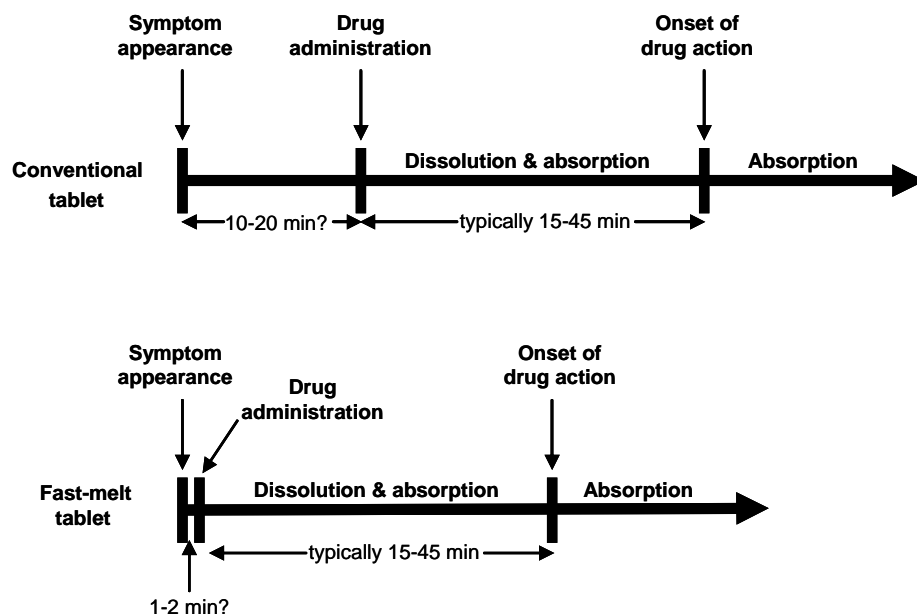 Symptom
appearance
Drug
administration
Onset of
drug action
Conventional
tablet
Dissolution & absorption
Absorption
10-20 min?
typically 15-45 min
Symptom
appearance
Drug
administration
Onset of
drug action
Fast-melt
tablet
Dissolution & absorption
Absorption
typically 15-45 min
1-2 min?